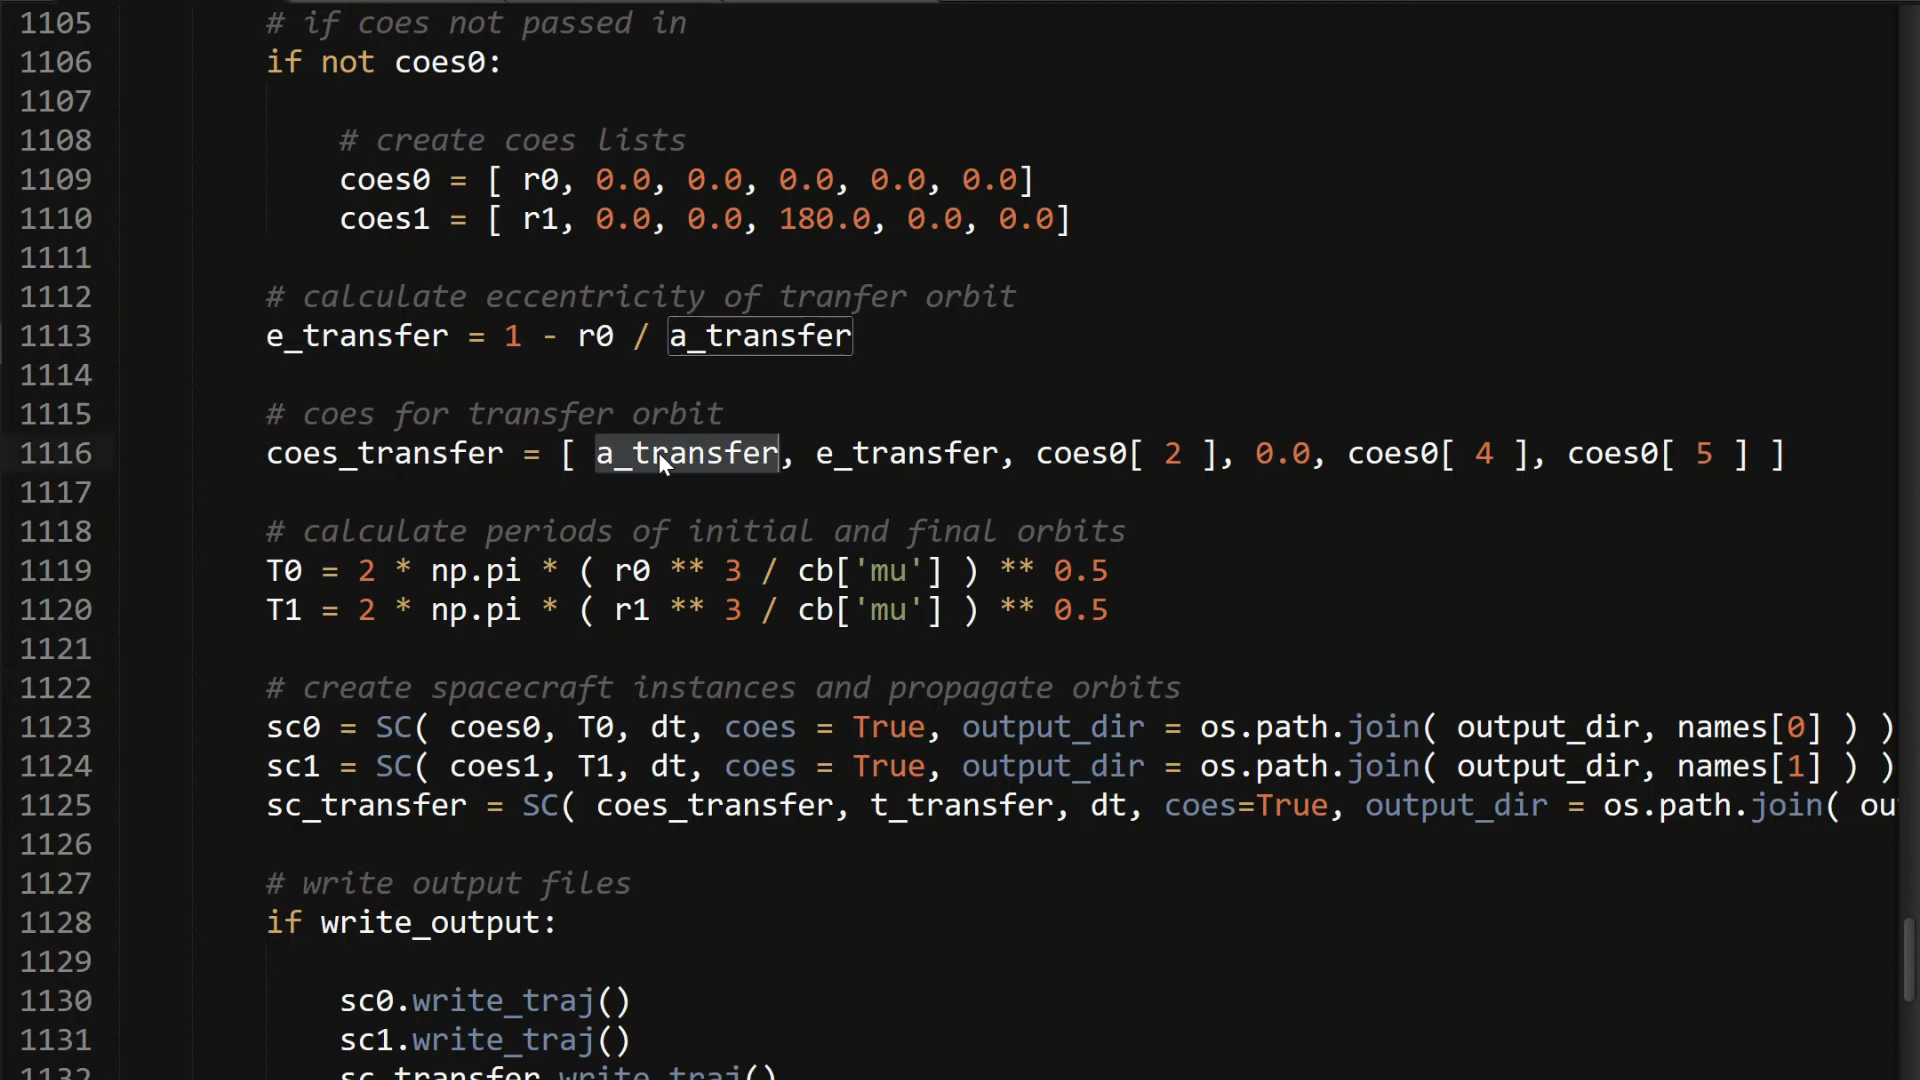 1105 # if coes not passed in
1106 if not coes0:
1107
1108 # create coes lists
1109 coes0 = [ r0, 0.0, 0.0, 0.0, 0.0, 0.0]
1110 coes1 = [ r1, 0.0, 0.0, 180.0, 0.0, 0.0]
1111
1112 # calculate eccentricity of tranfer orbit
1113 e_transfer = 1 - r0 / a_transfer
1114
1115 # coes for transfer orbit
1116 coes_transfer = [ a_transfer, e_transfer, coes0[ 2 ], 0.0, coes0[ 4 ], coes0[ 5 ] ]
1117
1118 # calculate periods of initial and final orbits
1119 T0 = 2 * np.pi * ( r0 ** 3 / cb['mu'] ) ** 0.5
1120 T1 = 2 * np.pi * ( r1 ** 3 / cb['mu'] ) ** 0.5
1121
1122 # create spacecraft instances and propagate orbits
1123 sc0 = SC( coes0, T0, dt, coes = True, output_dir = os.path.join( output_dir, names[0] ) )
1124 sc1 = SC( coes1, T1, dt, coes = True, output_dir = os.path.join( output_dir, names[1] ) )
1125 sc_transfer = SC( coes_transfer, t_transfer, dt, coes=True, output_dir = os.path.join( ou
1126
1127 # write output files
1128 if write_output:
1129
1130 sc0.write_traj()
1131 sc1.write_traj()
1132 sc_transfer.write_traj()